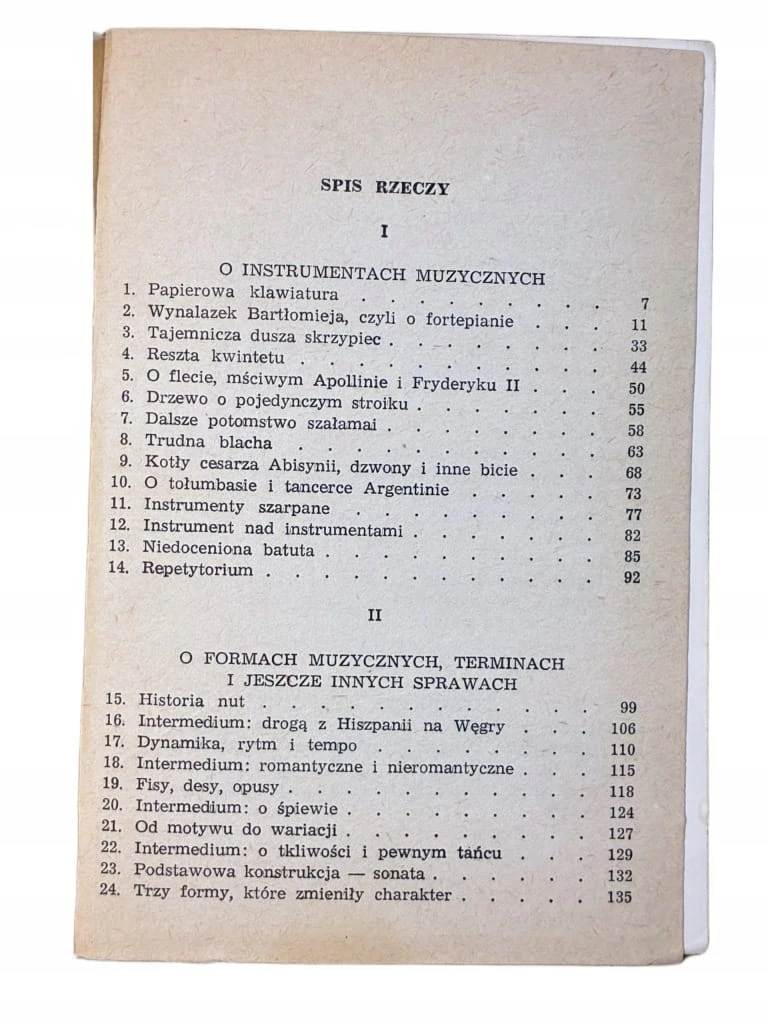 SPIS RZECZY
I
O INSTRUMENTACH MUZYCZNYCH
1. Papierowa klawiatura . . . . . . . . . 7
2. Wynalazek Bartłomieja, czyli o fortepianie . . . 11
3. Tajemnicza dusza skrzypiec . . . . . . . . 33
4. Reszta kwintetu . . . . . . . . . . . 44
5. O flecie, mściwym Apollinie i Fryderyku II . . . 50
6. Drzewo o pojedynczym stroiku . . . . . . . 55
7. Dalsze potomstwo szałamai . . . . . . . . 58
8. Trudna blacha . . . . . . . . . . . 63
9. Kotły cesarza Abisynii, dzwony i inne bicie . . . 68
10. O tołumbasie i tancerce Argentinie . . . . . 73
11. Instrumenty szarpane . . . . . . . . . 77
12. Instrument nad instrumentami . . . . . . . 82
13. Niedoceniona batuta . . . . . . . . . . 85
14. Repetytorium . . . . . . . . . . . . 92
II
O FORMACH MUZYCZNYCH, TERMINACH
I JESZCZE INNYCH SPRAWACH
15. Historia nut . . . . . . . . . . . . 99
16. Intermedium: drogą z Hiszpanii na Węgry . . . 106
17. Dynamika, rytm i tempo . . . . . . . . 110
18. Intermedium: romantyczne i nieromantyczne . . . 115
19. Fisy, desy, opusy . . . . . . . . . . . 118
20. Intermedium: o śpiewie . . . . . . . . . 124
21. Od motywu do wariacji . . . . . . . . . 127
22. Intermedium: o tkliwości i pewnym tańcu . . . 129
23. Podstawowa konstrukcja — sonata . . . . . . 132
24. Trzy formy, które zmieniły charakter . . . . . 135